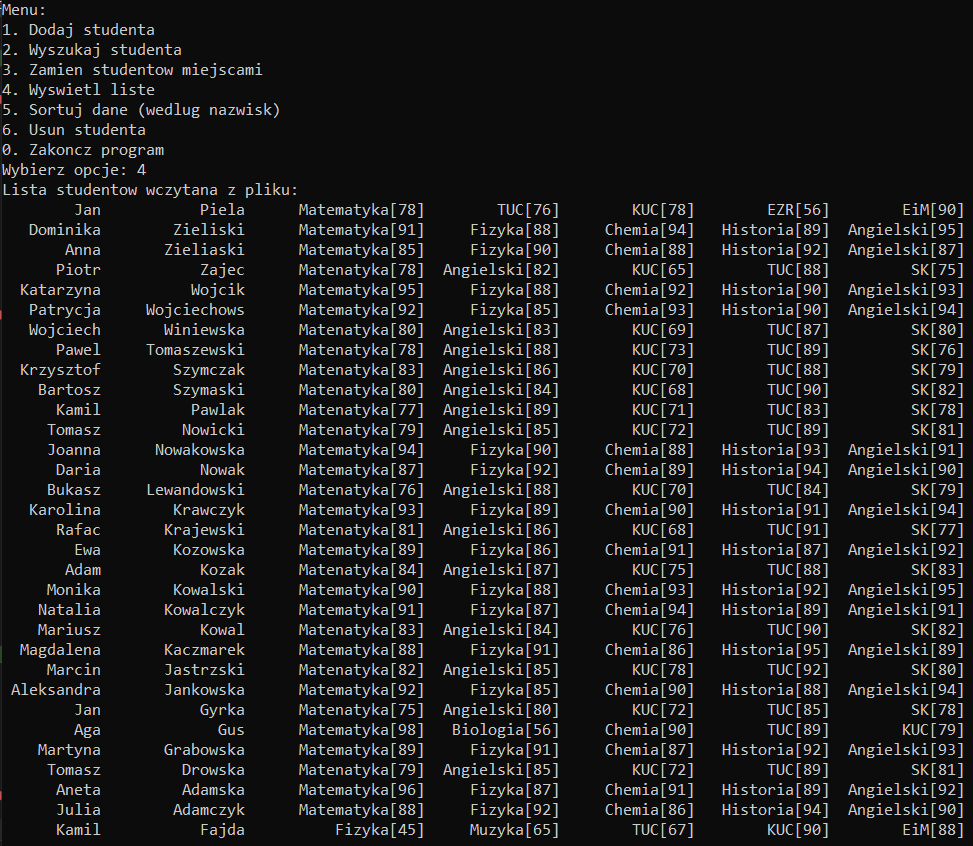 Menu:
1. Dodaj studenta
2. Wyszukaj studenta
3. Zamien studentow miejscami
4. Wyswietl liste
5. Sortuj dane (wedlug nazwisk)
6. Usun studenta
0. Zakoncz program
Wybierz opcje: 4
Lista studentow wczytana z pliku:
Jan Piela Matematyka[78] TUC[76] KUC[78] EZR[56] EiM[90]
Dominika Zieliski Matematyka[91] Fizyka[88] Chemia[94] Historia[89] Angielski[95]
Anna Zieliaski Matematyka[85] Fizyka[90] Chemia[88] Historia[92] Angielski[87]
Piotr Zajec Matenatyka[78] Angielski[82] KUC[65] TUC[88] SK[75]
Katarzyna Wojcik Matematyka[95] Fizyka[88] Chemia[92] Historia[90] Angielski[93]
Patrycja Wojciechows Matematyka[92] Fizyka[85] Chemia[93] Historia[90] Angielski[94]
Wojciech Winiewska Matenatyka[80] Angielski[83] KUC[69] TUC[87] SK[80]
Pawel Tomaszewski Matenatyka[78] Angielski[88] KUC[73] TUC[89] SK[76]
Krzysztof Szymczak Matenatyka[83] Angielski[86] KUC[70] TUC[88] SK[79]
Bartosz Szymaski Matenatyka[80] Angielski[84] KUC[68] TUC[90] SK[82]
Kamil Pawlak Matenatyka[77] Angielski[89] KUC[71] TUC[83] SK[78]
Tomasz Nowicki Matenatyka[79] Angielski[85] KUC[72] TUC[89] SK[81]
Joanna Nowakowska Matematyka[94] Fizyka[90] Chemia[88] Historia[93] Angielski[91]
Daria Nowak Matematyka[87] Fizyka[92] Chemia[89] Historia[94] Angielski[90]
Bukasz Lewandowski Matenatyka[76] Angielski[88] KUC[70] TUC[84] SK[79]
Karolina Krawczyk Matematyka[93] Fizyka[89] Chemia[90] Historia[91] Angielski[94]
Rafac Krajewski Matenatyka[81] Angielski[86] KUC[68] TUC[91] SK[77]
Ewa Kozowska Matematyka[89] Fizyka[86] Chemia[91] Historia[87] Angielski[92]
Adam Kozak Matenatyka[84] Angielski[87] KUC[75] TUC[88] SK[83]
Monika Kowalski Matematyka[90] Fizyka[88] Chemia[93] Historia[92] Angielski[95]
Natalia Kowalczyk Matematyka[91] Fizyka[87] Chemia[94] Historia[89] Angielski[91]
Mariusz Kowal Matenatyka[83] Angielski[84] KUC[76] TUC[90] SK[82]
Magdalena Kaczmarek Matematyka[88] Fizyka[91] Chemia[86] Historia[95] Angielski[89]
Marcin Jastrzski Matenatyka[82] Angielski[85] KUC[78] TUC[92] SK[80]
Aleksandra Jankowska Matematyka[92] Fizyka[85] Chemia[90] Historia[88] Angielski[94]
Jan Gyrka Matenatyka[75] Angielski[80] KUC[72] TUC[85] SK[78]
Aga Gus Matenatyka[98] Biologia[56] Chemia[90] TUC[89] KUC[79]
Martyna Grabowska Matematyka[89] Fizyka[91] Chemia[87] Historia[92] Angielski[93]
Tomasz Drowska Matenatyka[79] Angielski[85] KUC[72] TUC[89] SK[81]
Aneta Adamska Matematyka[96] Fizyka[87] Chemia[91] Historia[89] Angielski[92]
Julia Adamczyk Matematyka[88] Fizyka[92] Chemia[86] Historia[94] Angielski[90]
Kamil Fajda Fizyka[45] Muzyka[65] TUC[67] KUC[90] EiM[88]